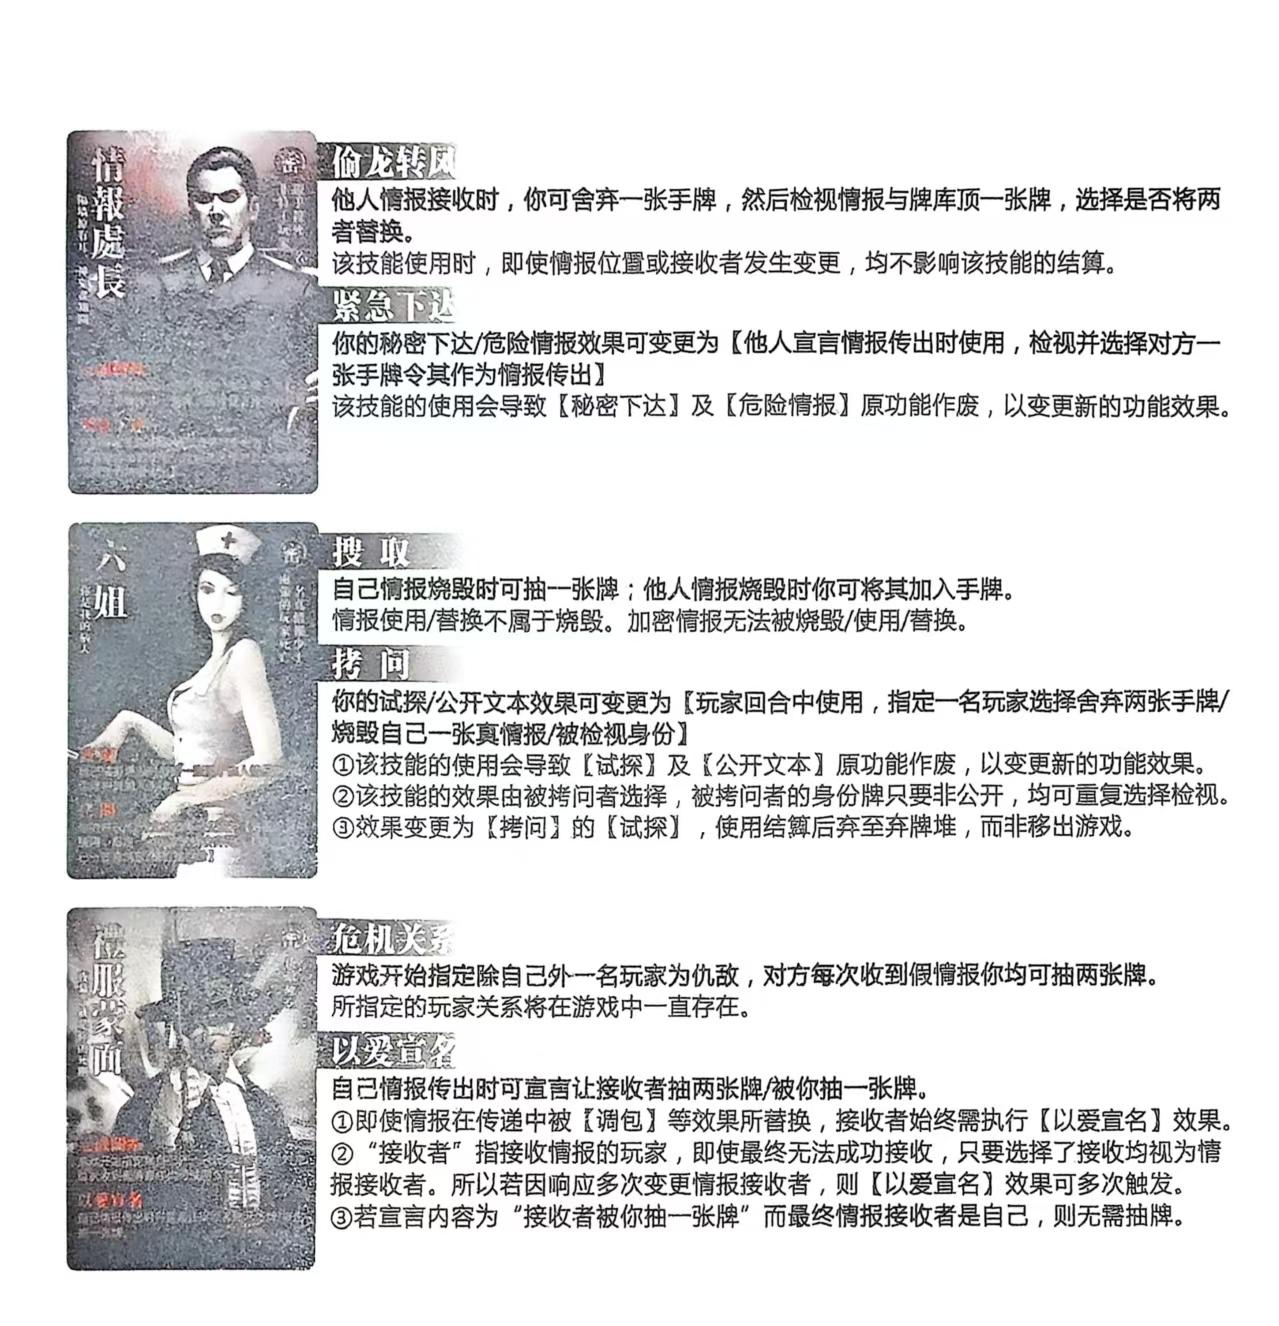 情報處長
密
偷龙转凤
他人情报接收时，你可舍弃一张手牌，然后检视情报与牌库顶一张牌，选择是否将两
者替换。
该技能使用时，即使情报位置或接收者发生变更，均不影响该技能的结算。
紧急下达
你的秘密下达/危险情报效果可变更为【他人宣言情报传出时使用，检视并选择对方一
张手牌令其作为情报传出】
该技能的使用会导致【秘密下达】及【危险情报】原功能作废，以变更新的功能效果。
六姐
搜 取
自己情报烧毁时可抽一张牌；他人情报烧毁时你可将其加入手牌。
情报使用/替换不属于烧毁。加密情报无法被烧毁/使用/替换。
拷 问
你的试探/公开文本效果可变更为【玩家回合中使用，指定一名玩家选择舍弃两张手牌/
烧毁自己一张真情报/被检视身份】
①该技能的使用会导致【试探】及【公开文本】原功能作废，以变更新的功能效果。
②该技能的效果由被拷问者选择，被拷问者的身份牌只要非公开，均可重复选择检视。
③效果变更为【拷问】的【试探】，使用结算后弃至弃牌堆，而非移出游戏。
禮服蒙面
以愛宣名
危机关系
游戏开始指定除自己外一名玩家为仇敌，对方每次收到假情报你均可抽两张牌。
所指定的玩家关系将在游戏中一直存在。
以爱宣名
自己情报传出时可宣言让接收者抽两张牌/被你抽一张牌。
①即使情报在传递中被【调包】等效果所替换，接收者始终需执行【以爱宣名】效果。
②“接收者”指接收情报的玩家，即使最终无法成功接收，只要选择了接收均视为情
报接收者。所以若因响应多次变更情报接收者，则【以爱宣名】效果可多次触发。
③若宣言内容为“接收者被你抽一张牌”而最终情报接收者是自己，则无需抽牌。